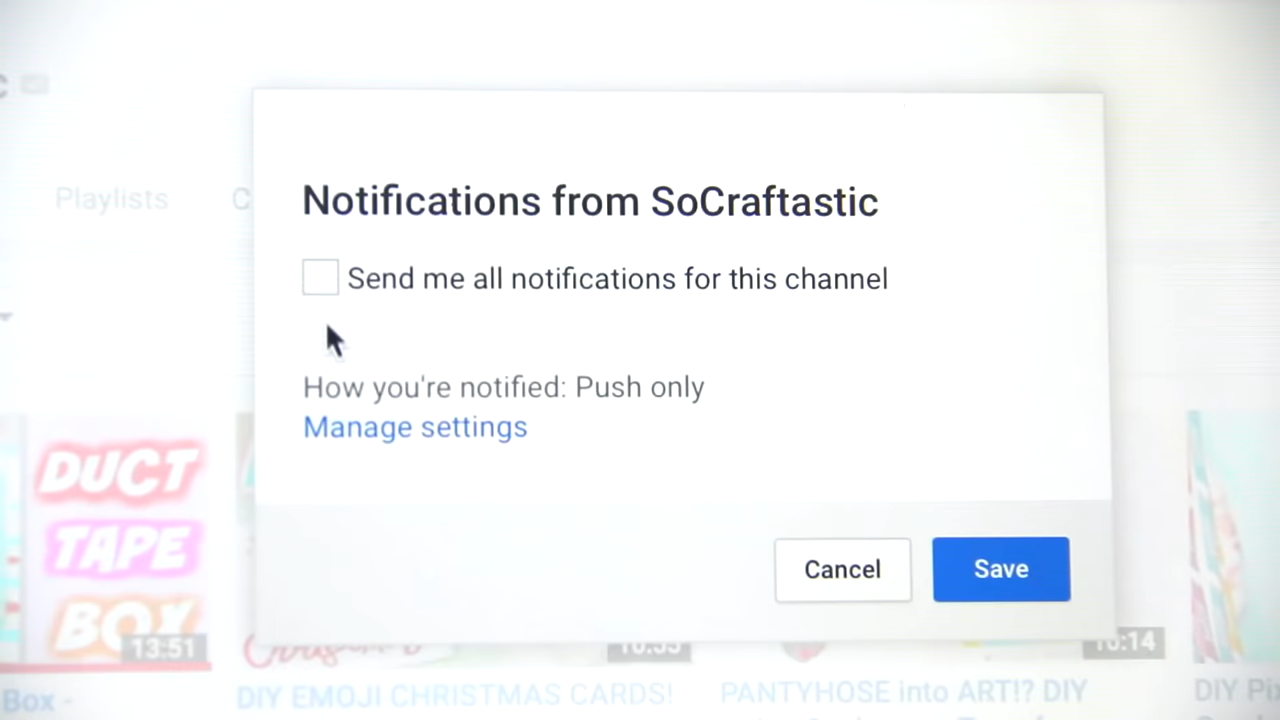 Playlists
Notifications from SoCraftastic
Send me all notifications for this channel
How you're notified: Push only
Manage settings
Cancel
Save
DUCT
TAPE
BOX
13:51
10:14
Box -
DIY EMOJI CHRISTMAS CARDS!
PANTYHOSE into ART!? DIY
DIY